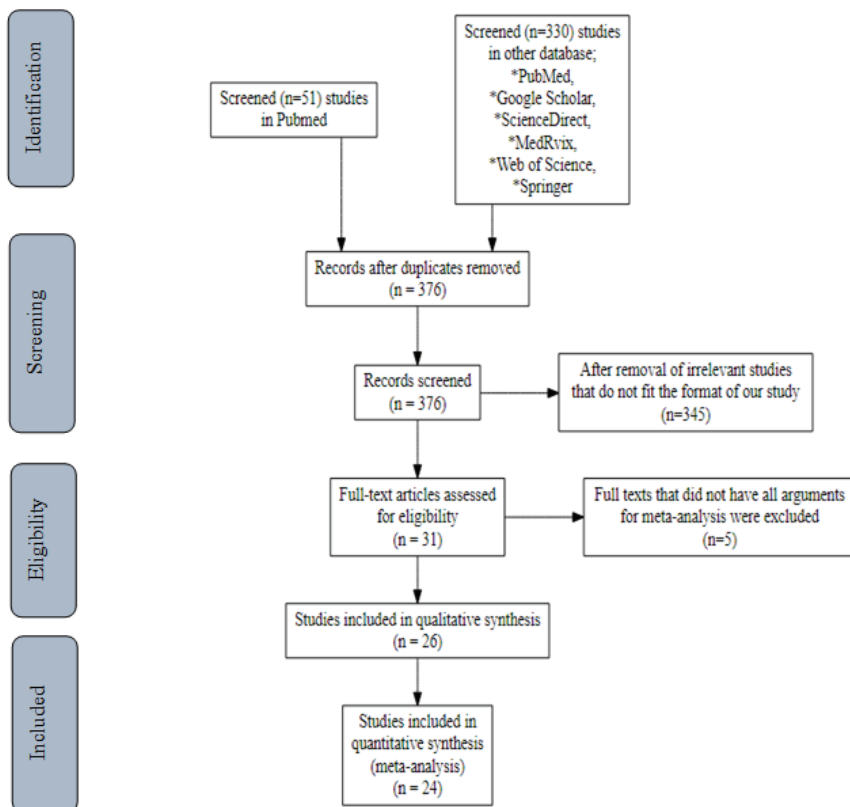 Identification
Screened (n=51) studies
in Pubmed
Screened (n=330) studies
in other database;
*PubMed,
*Google Scholar,
*ScienceDirect,
*MedRvix,
*Web of Science,
*Springer
Screening
Records after duplicates removed
(n = 376)
Records screened
(n = 376)
After removal of irrelevant studies
that do not fit the format of our study
(n=345)
Eligibility
Full-text articles assessed
for eligibility
(n = 31)
Full texts that did not have all arguments
for meta-analysis were excluded
(n=5)
Studies included in qualitative synthesis
(n = 26)
Included
Studies included in
quantitative synthesis
(meta-analysis)
(n = 24)